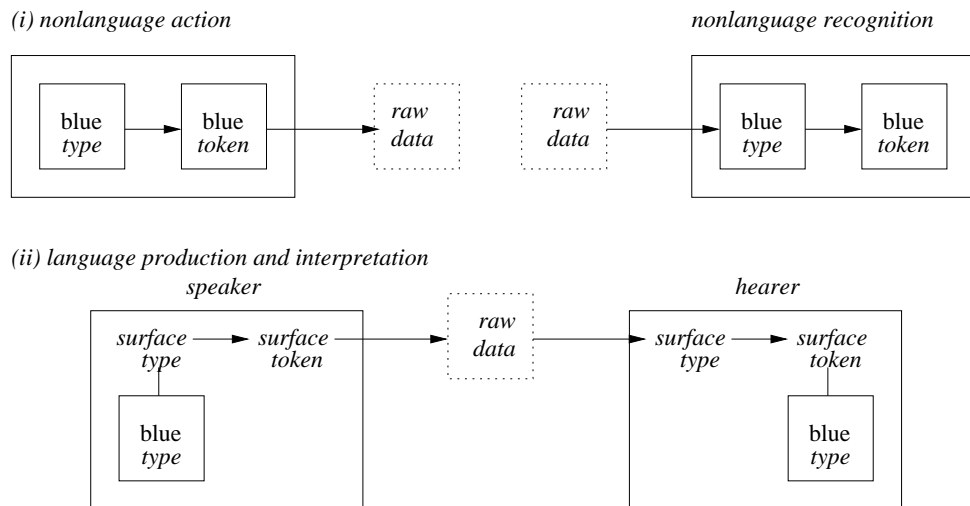 (i) nonlanguage action
nonlanguage recognition
blue
type
blue
token
raw
data
raw
data
blue
type
blue
token
(ii) language production and interpretation
speaker
hearer
surface
type
surface
token
raw
data
surface
type
surface
token
blue
type
blue
type